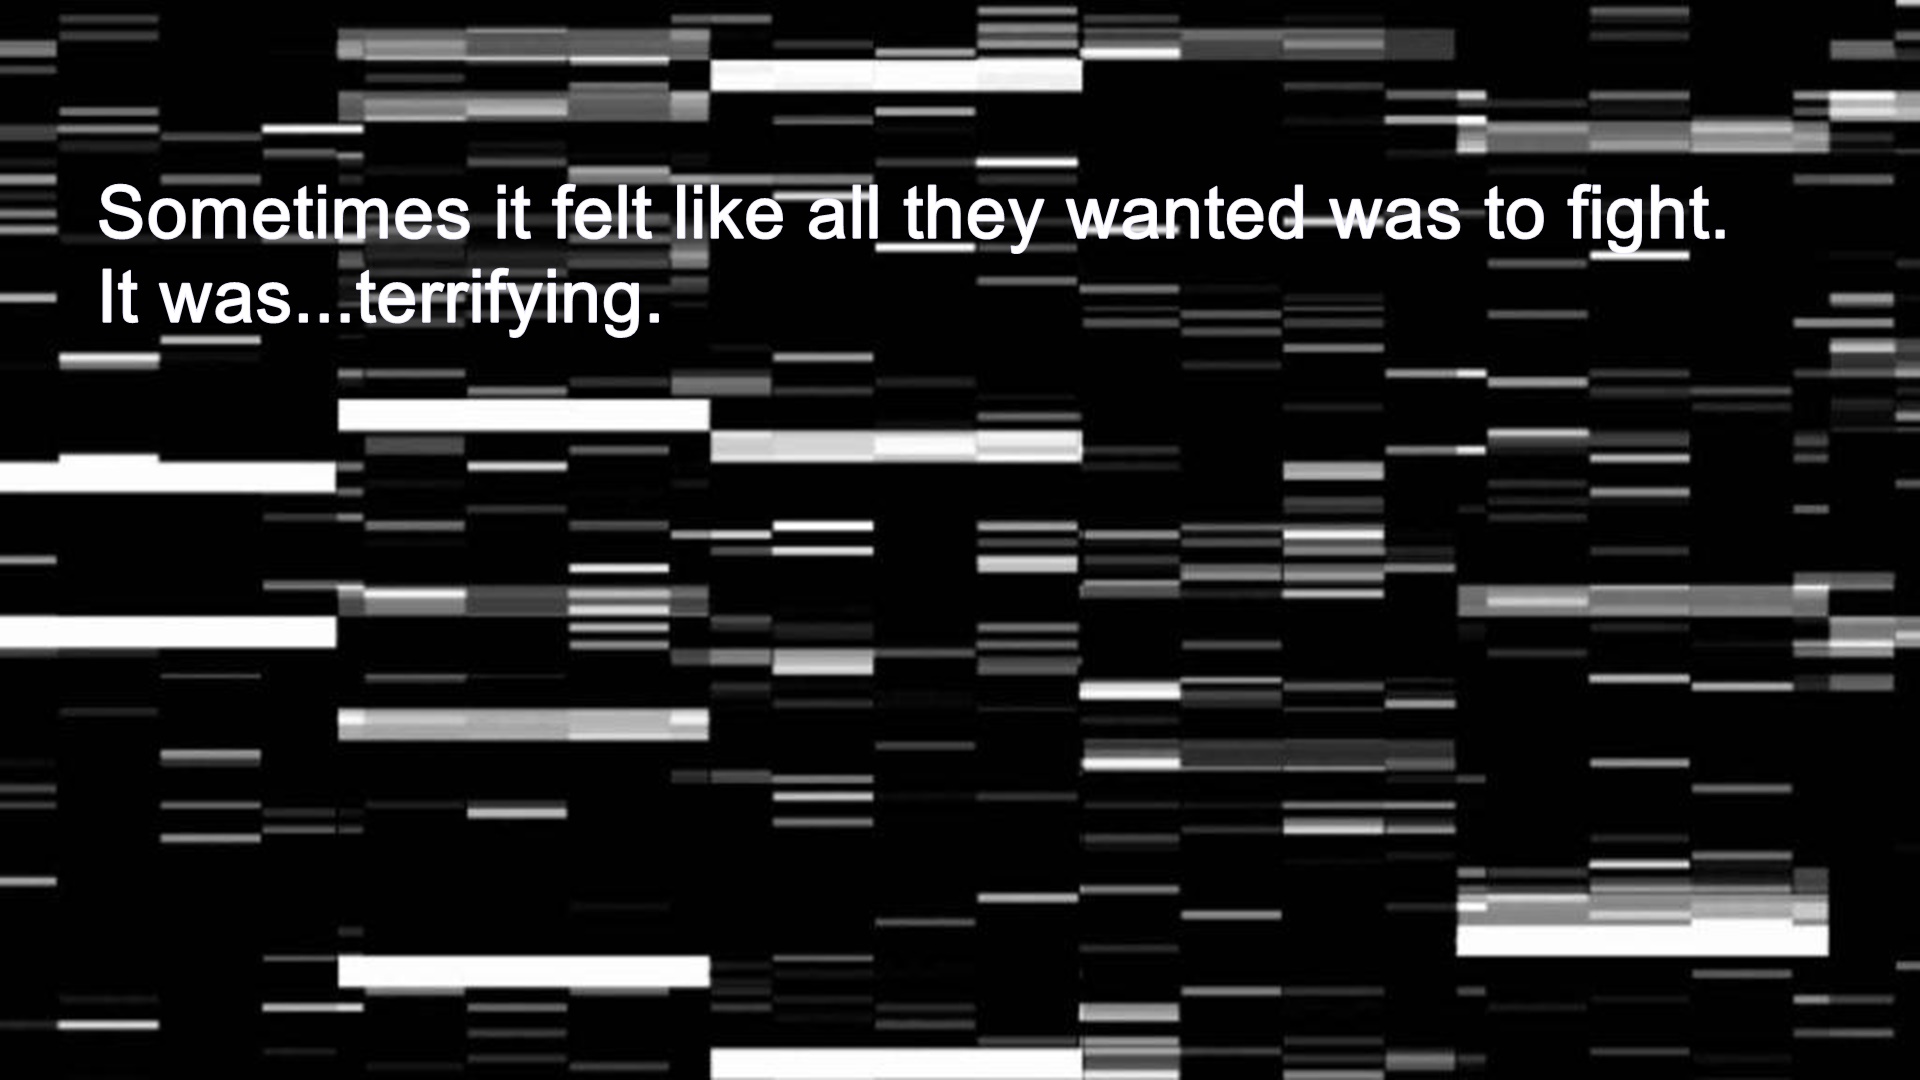 Sometimes it felt like all they wanted was to fight.
It was...terrifying.